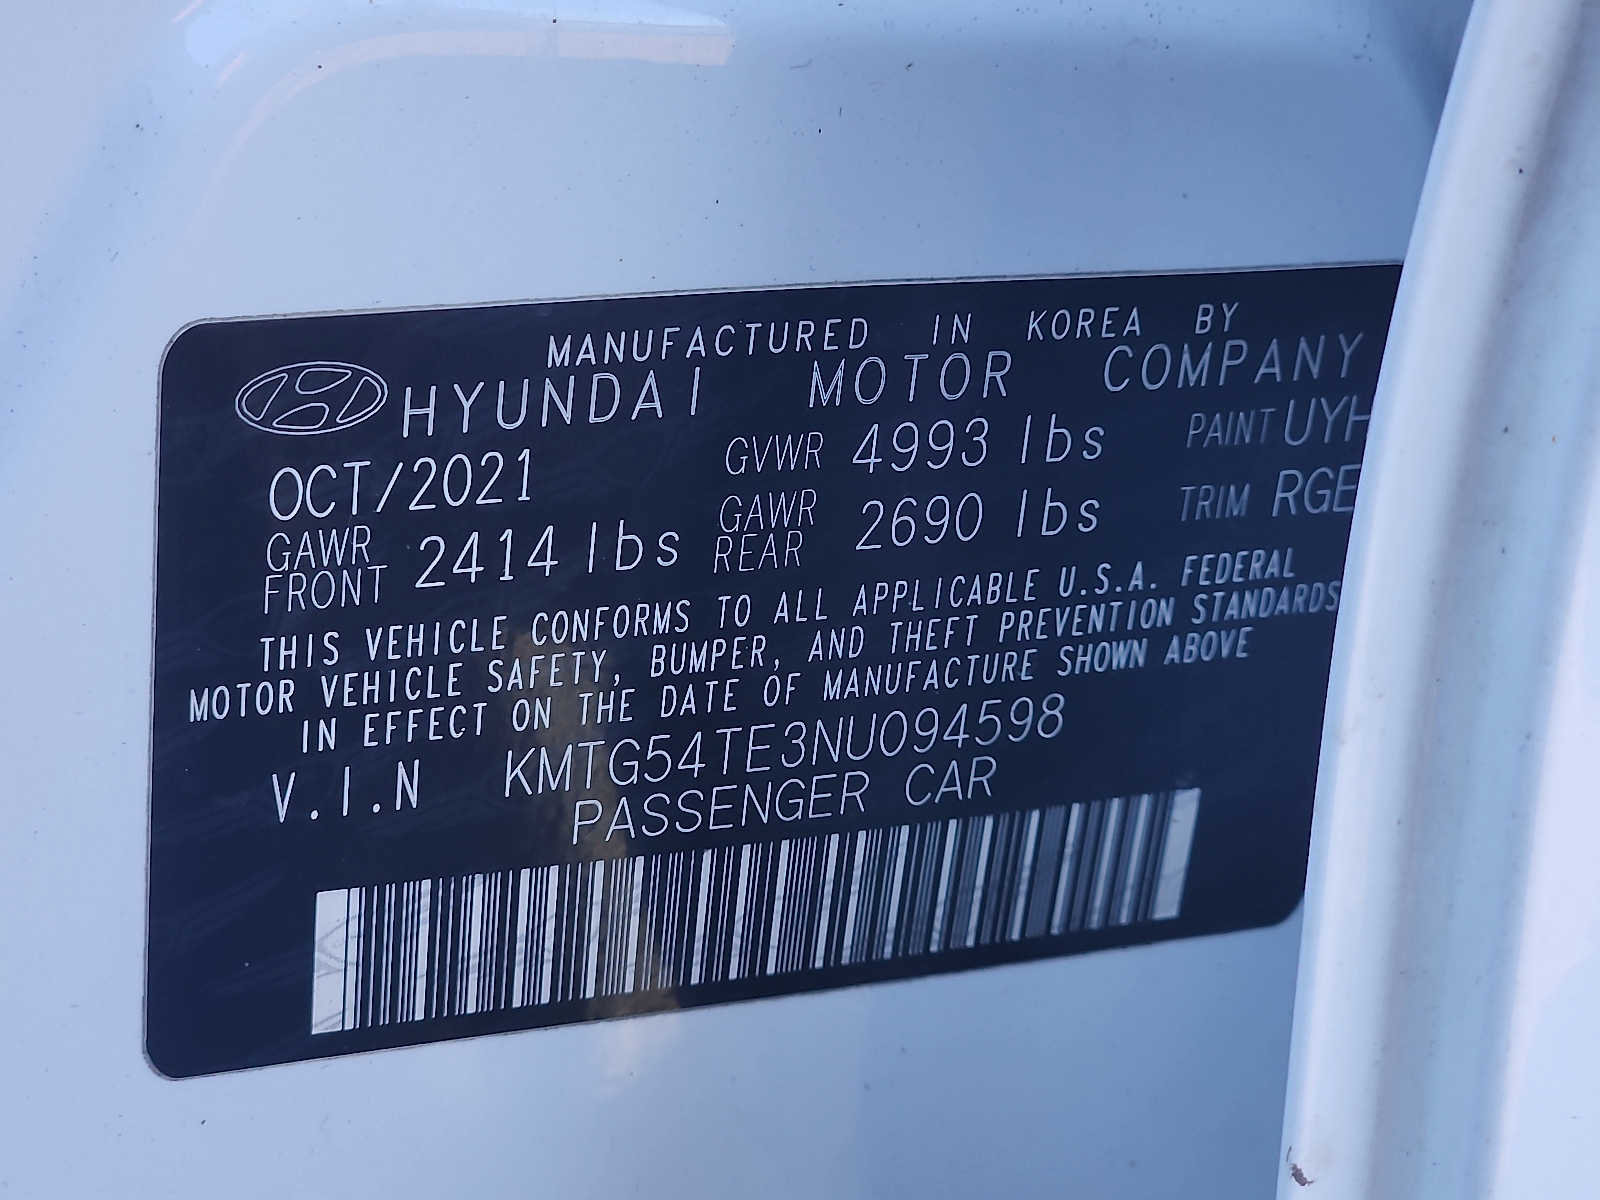 MANUFACTURED IN KOREA BY
HYUNDAI MOTOR COMPANY
OCT/2021 GVWR 4993 lbs PAINT UYH
GAWR FRONT 2414 lbs GAWR REAR 2690 lbs TRIM RGE
THIS VEHICLE CONFORMS TO ALL APPLICABLE U.S.A. FEDERAL
MOTOR VEHICLE SAFETY, BUMPER, AND THEFT PREVENTION STANDARDS
IN EFFECT ON THE DATE OF MANUFACTURE SHOWN ABOVE
V.I.N KMTG54TE3NU094598
PASSENGER CAR